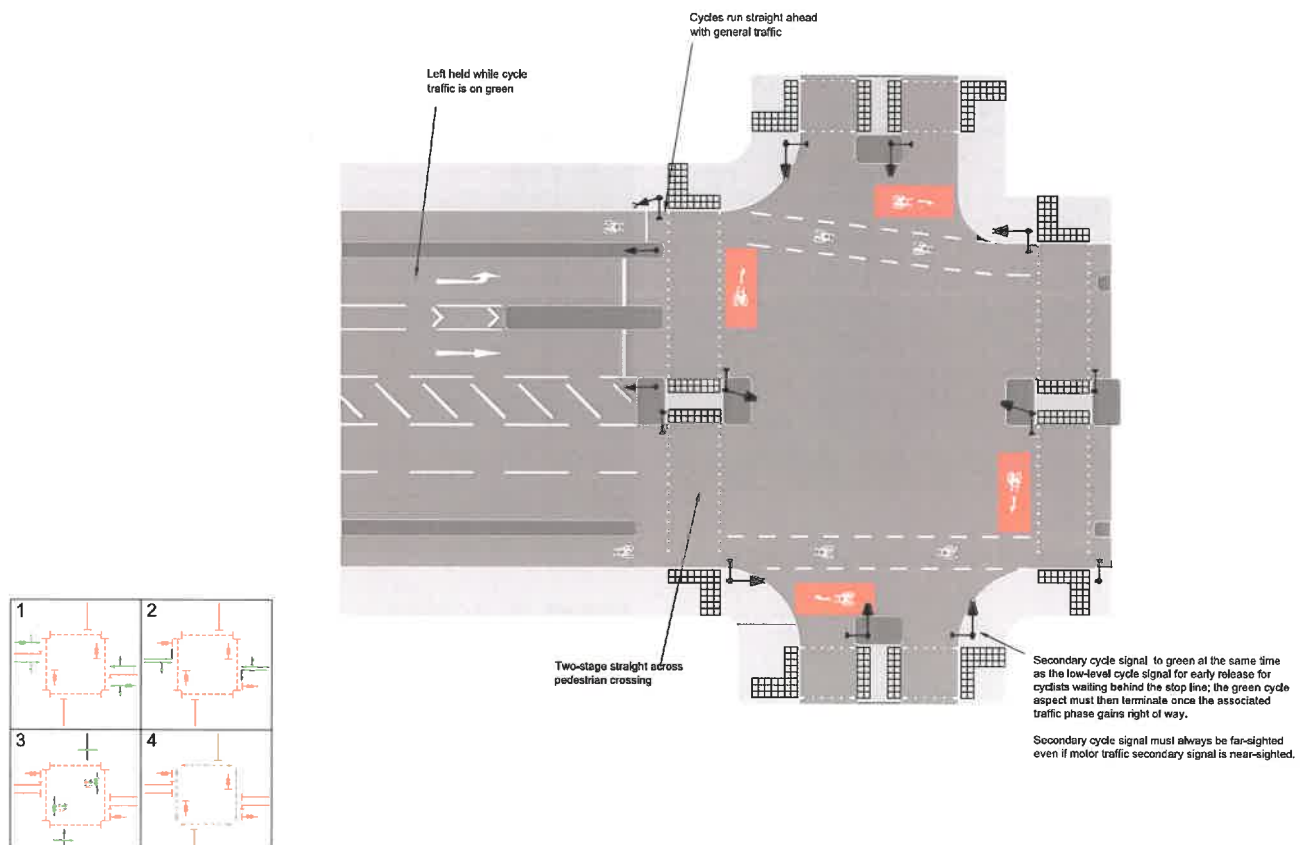 Cycles run straight ahead
with general traffic
Left held while cycle
traffic is on green
Two-stage straight across
pedestrian crossing
Secondary cycle signal to green at the same time
as the low-level cycle signal for early release for
cyclists waiting behind the stop line; the green cycle
aspect must then terminate once the associated
traffic phase gains right of way.
Secondary cycle signal must always be far-sighted
even if motor traffic secondary signal is near-sighted.
1
2
3
4